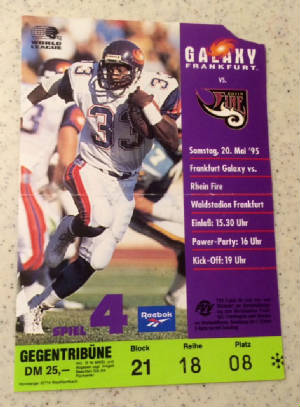 WORLD
LEAGUE
GALAXY
FRANKFURT.
vs.
RHEIN
FIRE
33
Samstag, 20. Mai '95
Frankfurt Galaxy vs.
Rhein Fire
Waldstadion Frankfurt
Einlaß: 15.30 Uhr
Power-Party: 16 Uhr
Kick-Off: 19 Uhr
SPIEL 4
Reebok
GEGENTRIBÜNE
DM 25,–
Block
21
Reihe
18
Platz
08